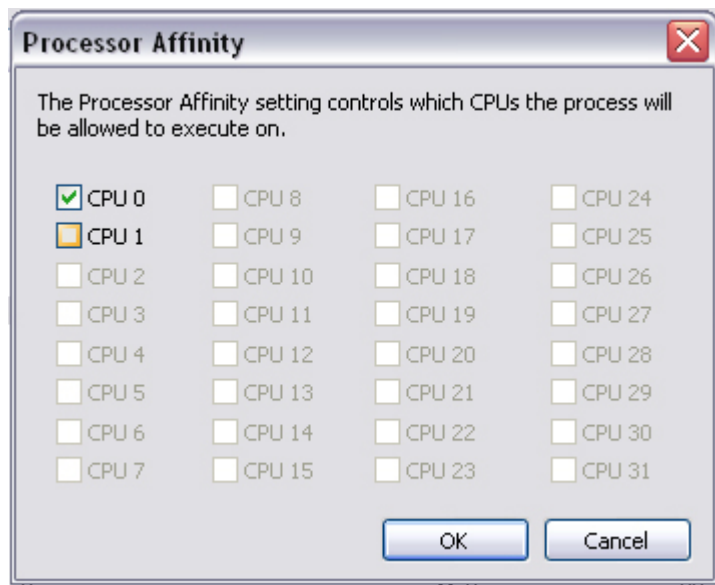 Processor Affinity
The Processor Affinity setting controls which CPUs the process will
be allowed to execute on.
CPU 0 CPU 8 CPU 16 CPU 24
CPU 1 CPU 9 CPU 17 CPU 25
CPU 2 CPU 10 CPU 18 CPU 26
CPU 3 CPU 11 CPU 19 CPU 27
CPU 4 CPU 12 CPU 20 CPU 28
CPU 5 CPU 13 CPU 21 CPU 29
CPU 6 CPU 14 CPU 22 CPU 30
CPU 7 CPU 15 CPU 23 CPU 31
OK Cancel